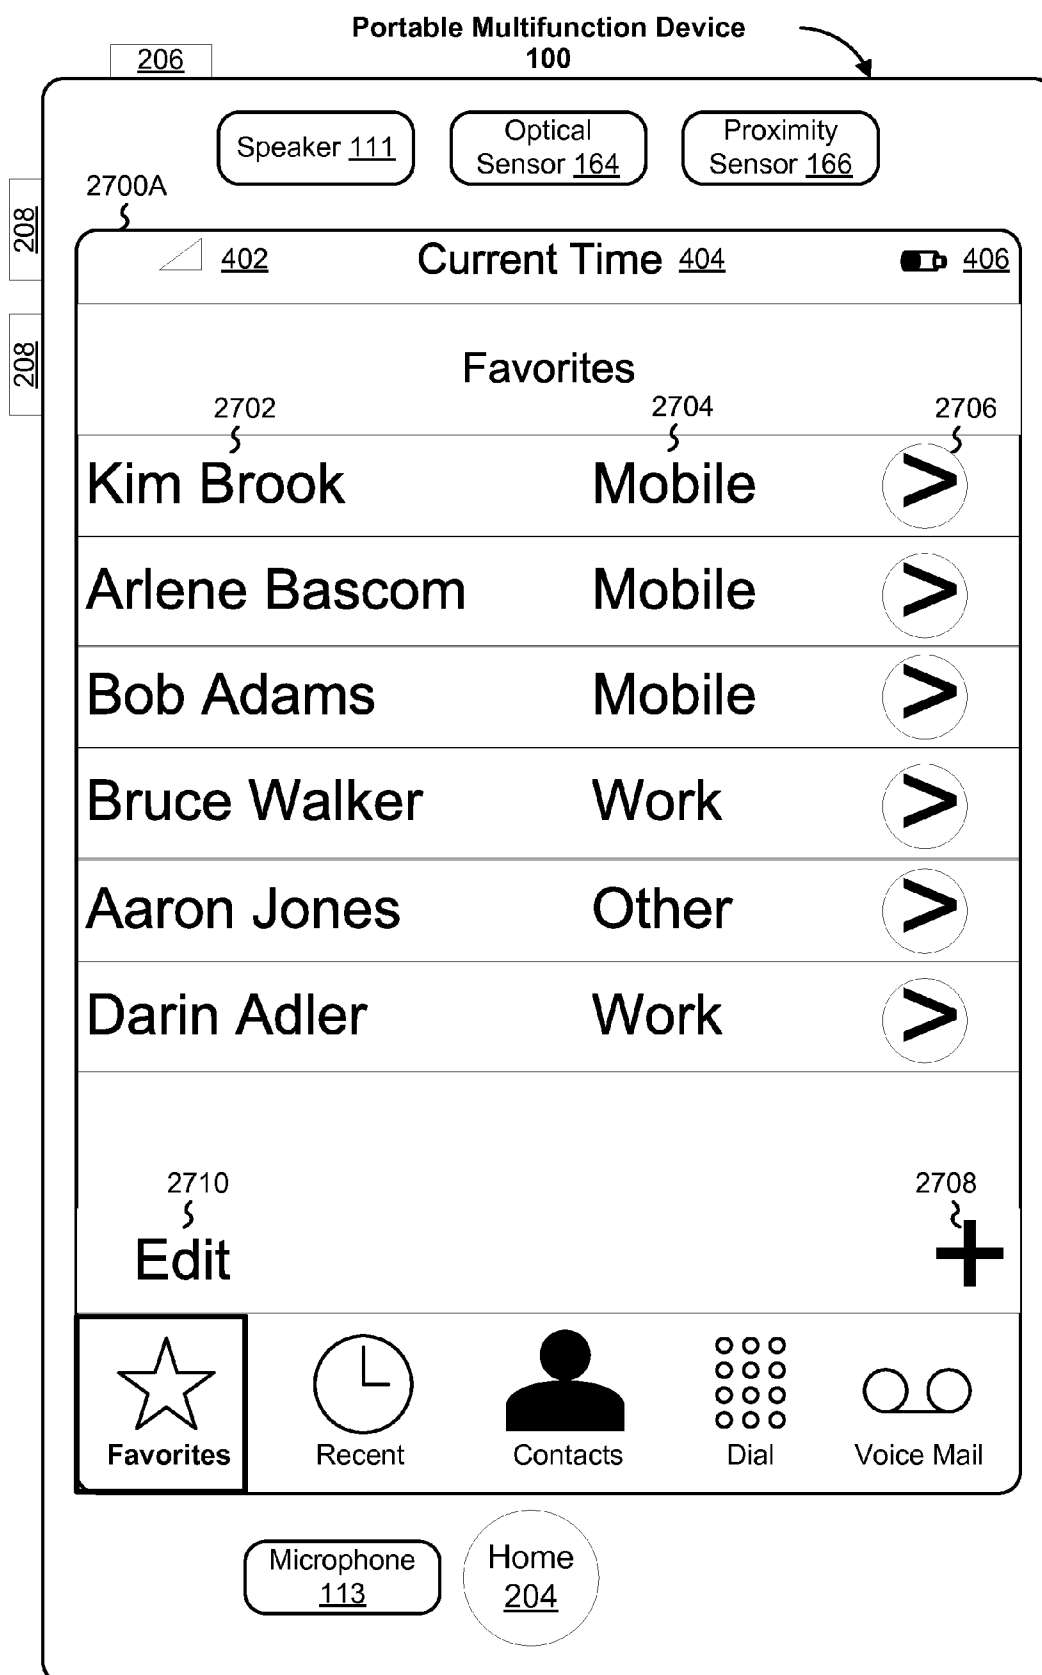 Portable Multifunction Device
100
206
Speaker 111
Optical
Sensor 164
Proximity
Sensor 166
2700A
208
208
402
Current Time 404
406
Favorites
2702
2704
2706
Kim Brook Mobile >
Arlene Bascom Mobile >
Bob Adams Mobile >
Bruce Walker Work >
Aaron Jones Other >
Darin Adler Work >
2710
2708
Edit +
Favorites
Recent
Contacts
Dial
Voice Mail
Microphone
113
Home
204